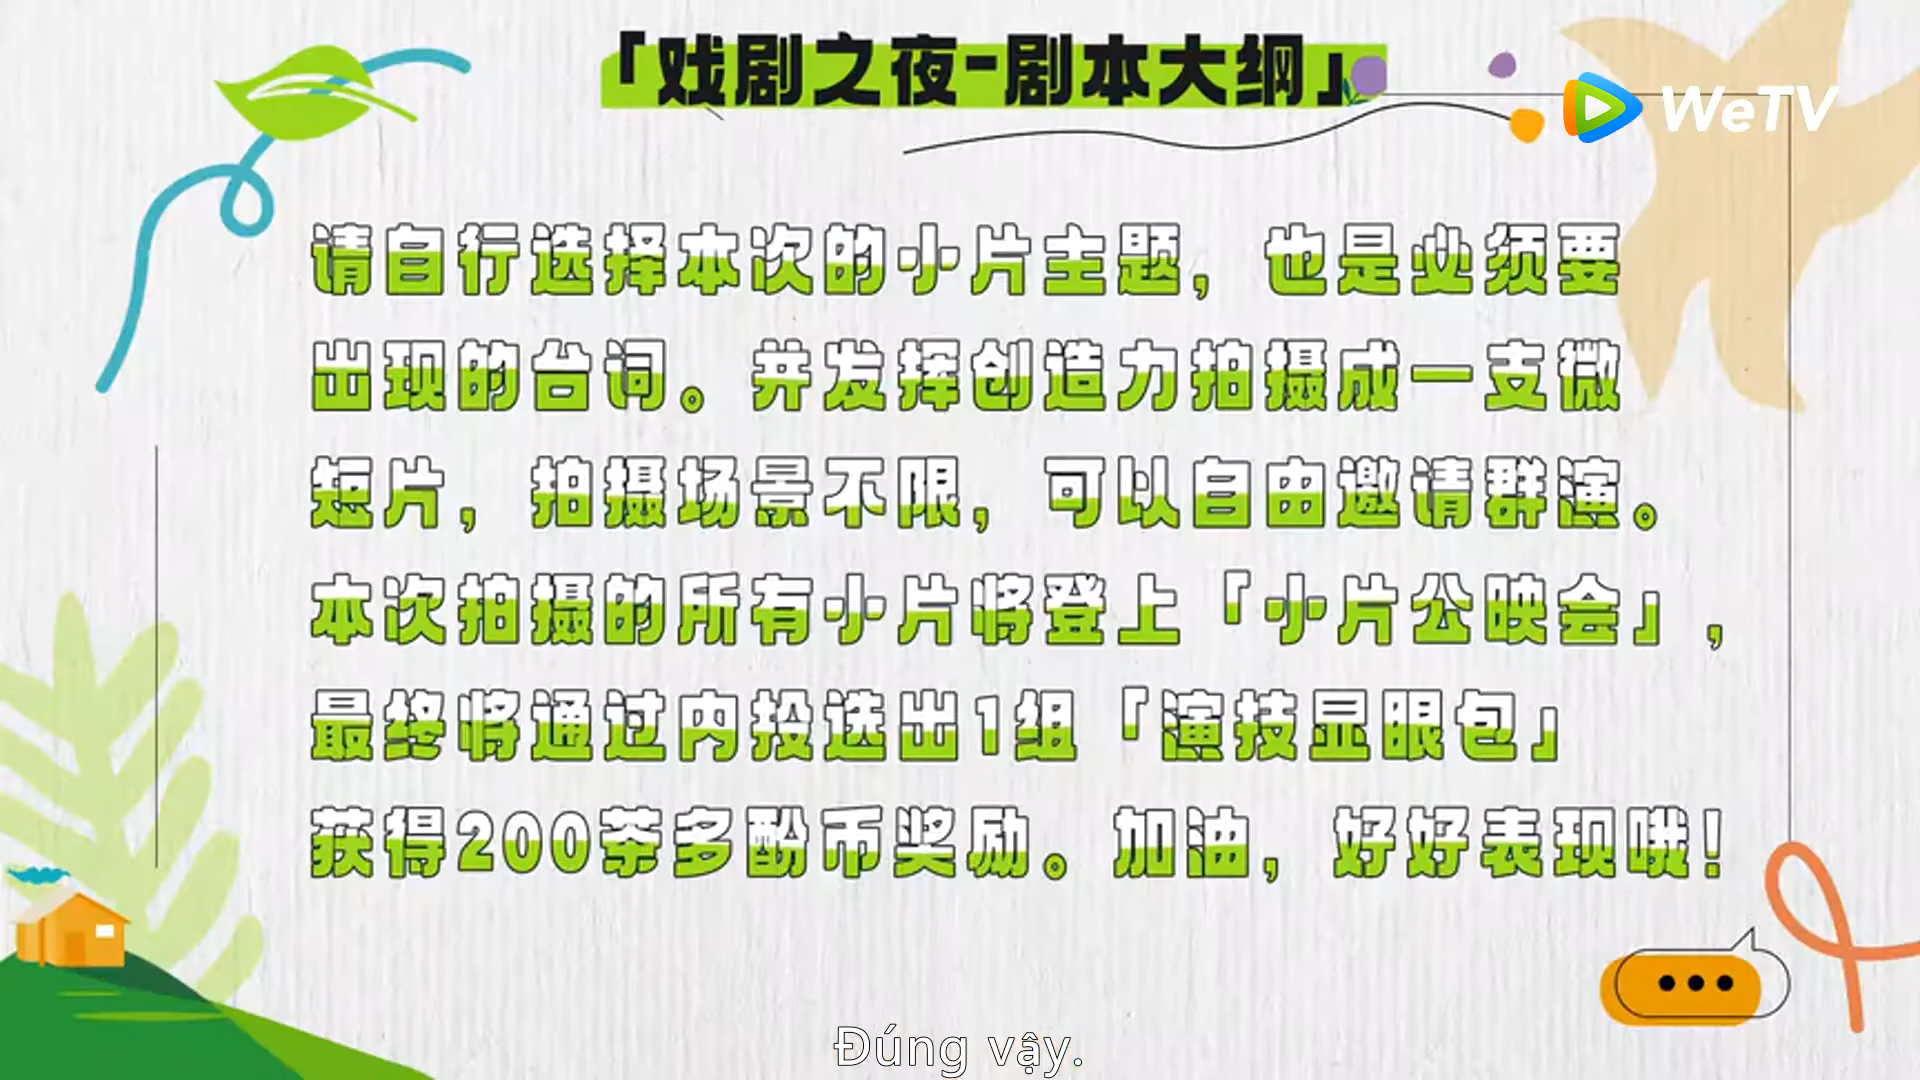 「戏剧之夜-剧本大纲」
WeTV
请自行选择本次的小片主题，也是必须要
出现的台词。并发挥创造力拍摄成一支微
短片，拍摄场景不限，可以自由邀请群演。
本次拍摄的所有小片将登上「小片公映会」，
最终将通过内投选出1组「演技显眼包」
获得200茶多酚币奖励。加油，好好表现哦！
Đúng vậy.